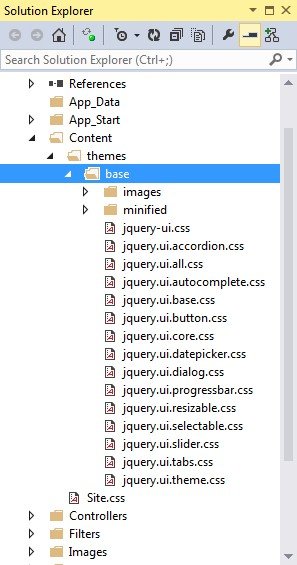 Solution Explorer
Search Solution Explorer (Ctrl+;)
References
App_Data
App_Start
Content
themes
base
images
minified
jquery-ui.css
jquery.ui.accordion.css
jquery.ui.all.css
jquery.ui.autocomplete.css
jquery.ui.base.css
jquery.ui.button.css
jquery.ui.core.css
jquery.ui.datepicker.css
jquery.ui.dialog.css
jquery.ui.progressbar.css
jquery.ui.resizable.css
jquery.ui.selectable.css
jquery.ui.slider.css
jquery.ui.tabs.css
jquery.ui.theme.css
Site.css
Controllers
Filters
Images